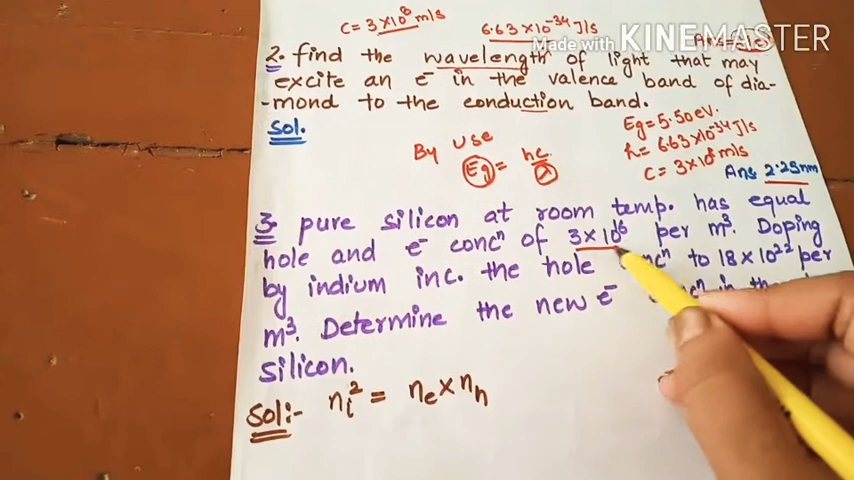 C = 3×10⁸ m/s
6.63×10⁻³⁴ J/s
Made with KINEMASTER
2. find the wavelength of light that may
excite an e⁻ in the valence band of dia-
-mond to the conduction band.
Sol.
By use
Eg = hc/λ
Eg = 5.50 eV.
h = 6.63×10⁻³⁴ J/s
C = 3×10⁸ m/s
Ans 2.25nm
3. pure silicon at room temp. has equal
hole and e⁻ concⁿ of 3×10¹⁶ per m³. Doping
by indium inc. the hole concⁿ to 18×10²² per
m³. Determine the new e⁻ in the
silicon.
Sol:- nᵢ² = nₑ × nₕ